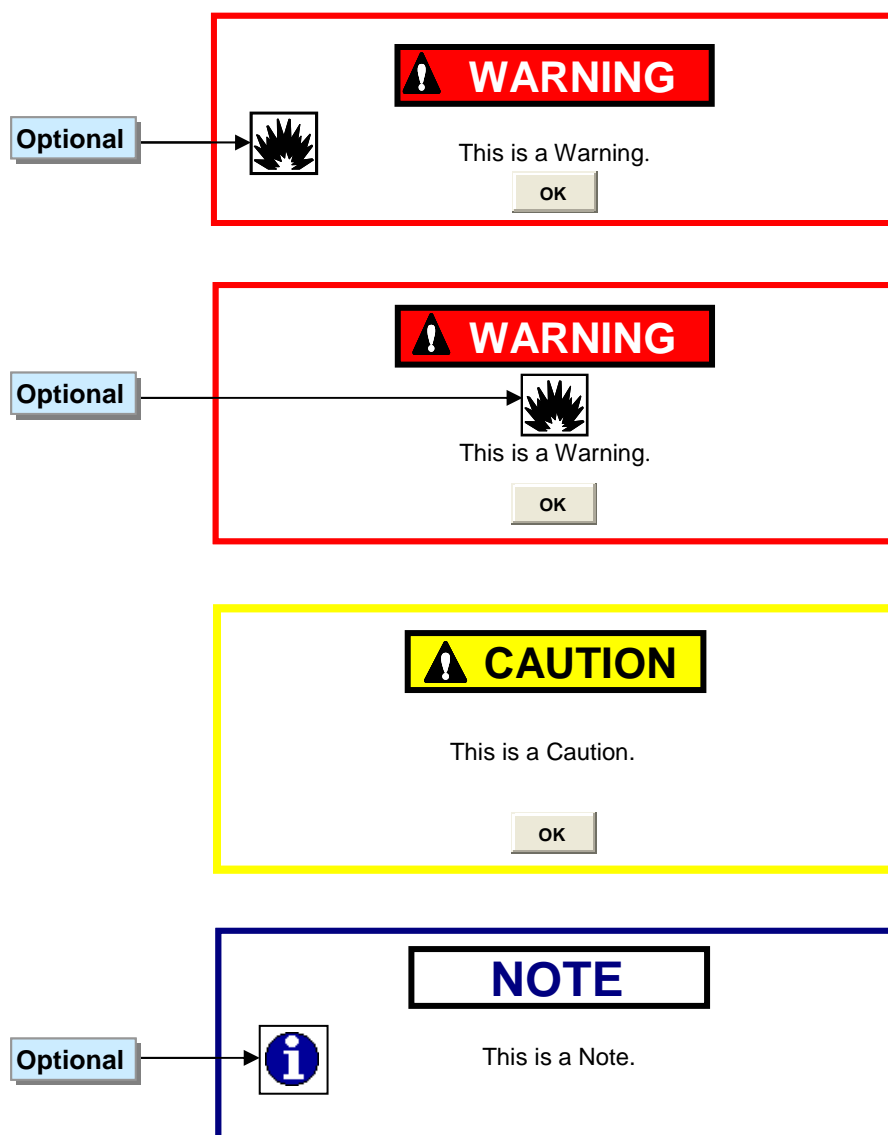 WARNING
Optional
This is a Warning.
OK
WARNING
Optional
This is a Warning.
OK
CAUTION
This is a Caution.
OK
NOTE
Optional
This is a Note.